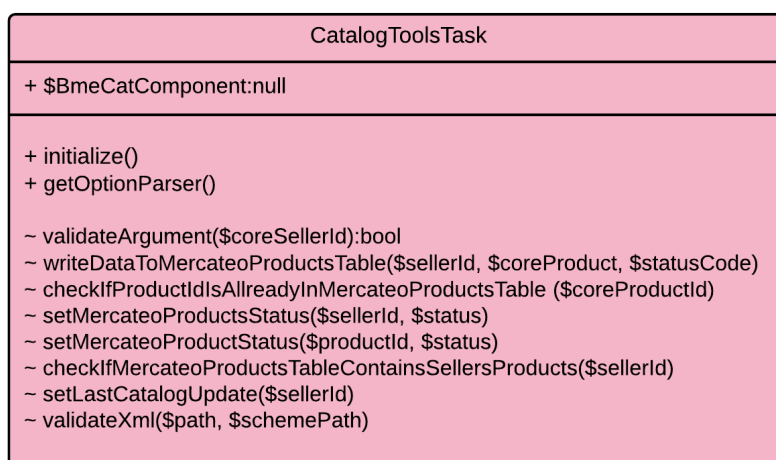 CatalogToolsTask
+ $BmeCatComponent:null
+ initialize()
+ getOptionParser()
~ validateArgument($coreSellerId):bool
~ writeDataToMercateoProductsTable($sellerId, $coreProduct, $statusCode)
~ checkIfProductIdIsAllreadyInMercateoProductsTable ($coreProductId)
~ setMercateoProductsStatus($sellerId, $status)
~ setMercateoProductStatus($productId, $status)
~ checkIfMercateoProductsTableContainsSellersProducts($sellerId)
~ setLastCatalogUpdate($sellerId)
~ validateXml($path, $schemePath)